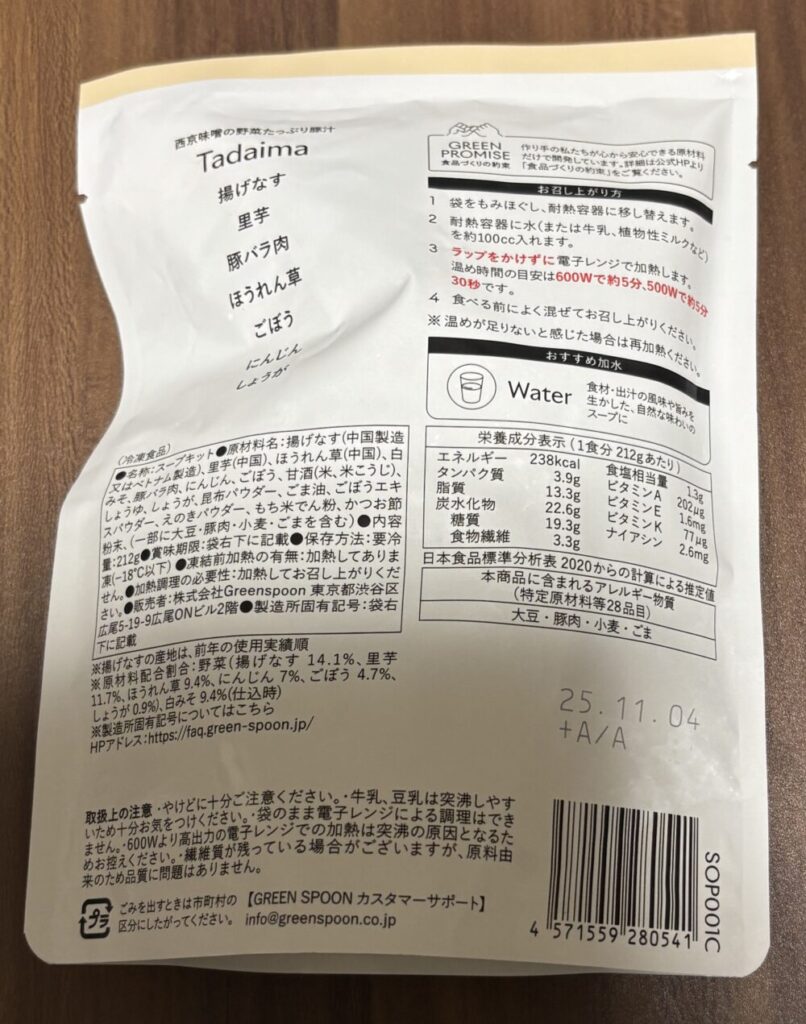 西京味噌の野菜たっぷり豚汁
Tadaima
揚げなす
里芋
豚バラ肉
ほうれん草
ごぼう
にんじん
しょうが
GREEN
PROMISE
食品づくりの約束
作り手の私たちが心から安心できる原材料
だけで開発しています。詳細は公式HPより
「食品づくりの約束」をご覧ください。
お召し上がり方
1 袋をもみほぐし、耐熱容器に移し替えます。
2 耐熱容器に水(または牛乳、植物性ミルクなど)
を約100cc入れます。
3 ラップをかけずに電子レンジで加熱します。
温め時間の目安は600Wで約5分、500Wで約5分
30秒です。
4 食べる前によく混ぜてお召し上がりください。
※温めが足りないと感じた場合は再加熱ください。
おすすめ加水
Water
食材・出汁の風味や旨みを
生かした、自然な味わいの
スープに
(冷凍食品)
●名称:スープキット●原材料名:揚げなす(中国製造
又はベトナム製造)、里芋(中国)、ほうれん草(中国)、白
みそ、豚バラ肉、にんじん、ごぼう、甘酒(米、米こうじ)、
しょうゆ、しょうが、昆布パウダー、ごま油、ごぼうエキ
スパウダー、えのきパウダー、もち米でん粉、かつお節
粉末、(一部に大豆・豚肉・小麦・ごまを含む)●内容
量:212g●賞味期限:袋右下に記載●保存方法:要冷
凍(−18℃以下)●凍結前加熱の有無:加熱してありま
せん。●加熱調理の必要性:加熱してお召し上がりくだ
さい。●販売者:株式会社Greenspoon 東京都渋谷区
広尾5-19-9広尾ONビル2階●製造所固有記号:袋右
下に記載
※揚げなすの産地は、前年の使用実績順
※原材料配合割合:野菜(揚げなす 14.1%、里芋
11.7%、ほうれん草 9.4%、にんじん 7%、ごぼう 4.7%、
しょうが 0.9%)、白みそ 9.4%(仕込時)
※製造所固有記号についてはこちら
HPアドレス:https://faq.green-spoon.jp/
栄養成分表示(1食分 212gあたり)
エネルギー 238kcal
タンパク質 3.9g
脂質 13.3g
炭水化物 22.6g
糖質 19.3g
食物繊維 3.3g
食塩相当量 1.3g
ビタミンA 202μg
ビタミンE 1.6mg
ビタミンK 77μg
ナイアシン 2.6mg
日本食品標準分析表 2020からの計算による推定値
本商品に含まれるアレルギー物質
(特定原材料等28品目)
大豆・豚肉・小麦・ごま
25.11.04
+A/A
取扱上の注意・やけどに十分ご注意ください。・牛乳、豆乳は突沸しやす
いため十分お気をつけください。・袋のまま電子レンジによる調理はでき
ません。・600Wより高出力の電子レンジでの加熱は突沸の原因となるた
めお控えください。・繊維質が残っている場合がございますが、原料由
来のため品質に問題はありません。
プラ
ごみを出すときは市町村の
区分にしたがってください。
【GREEN SPOON カスタマーサポート】
info@greenspoon.co.jp
4 571559 280541
SOP001C